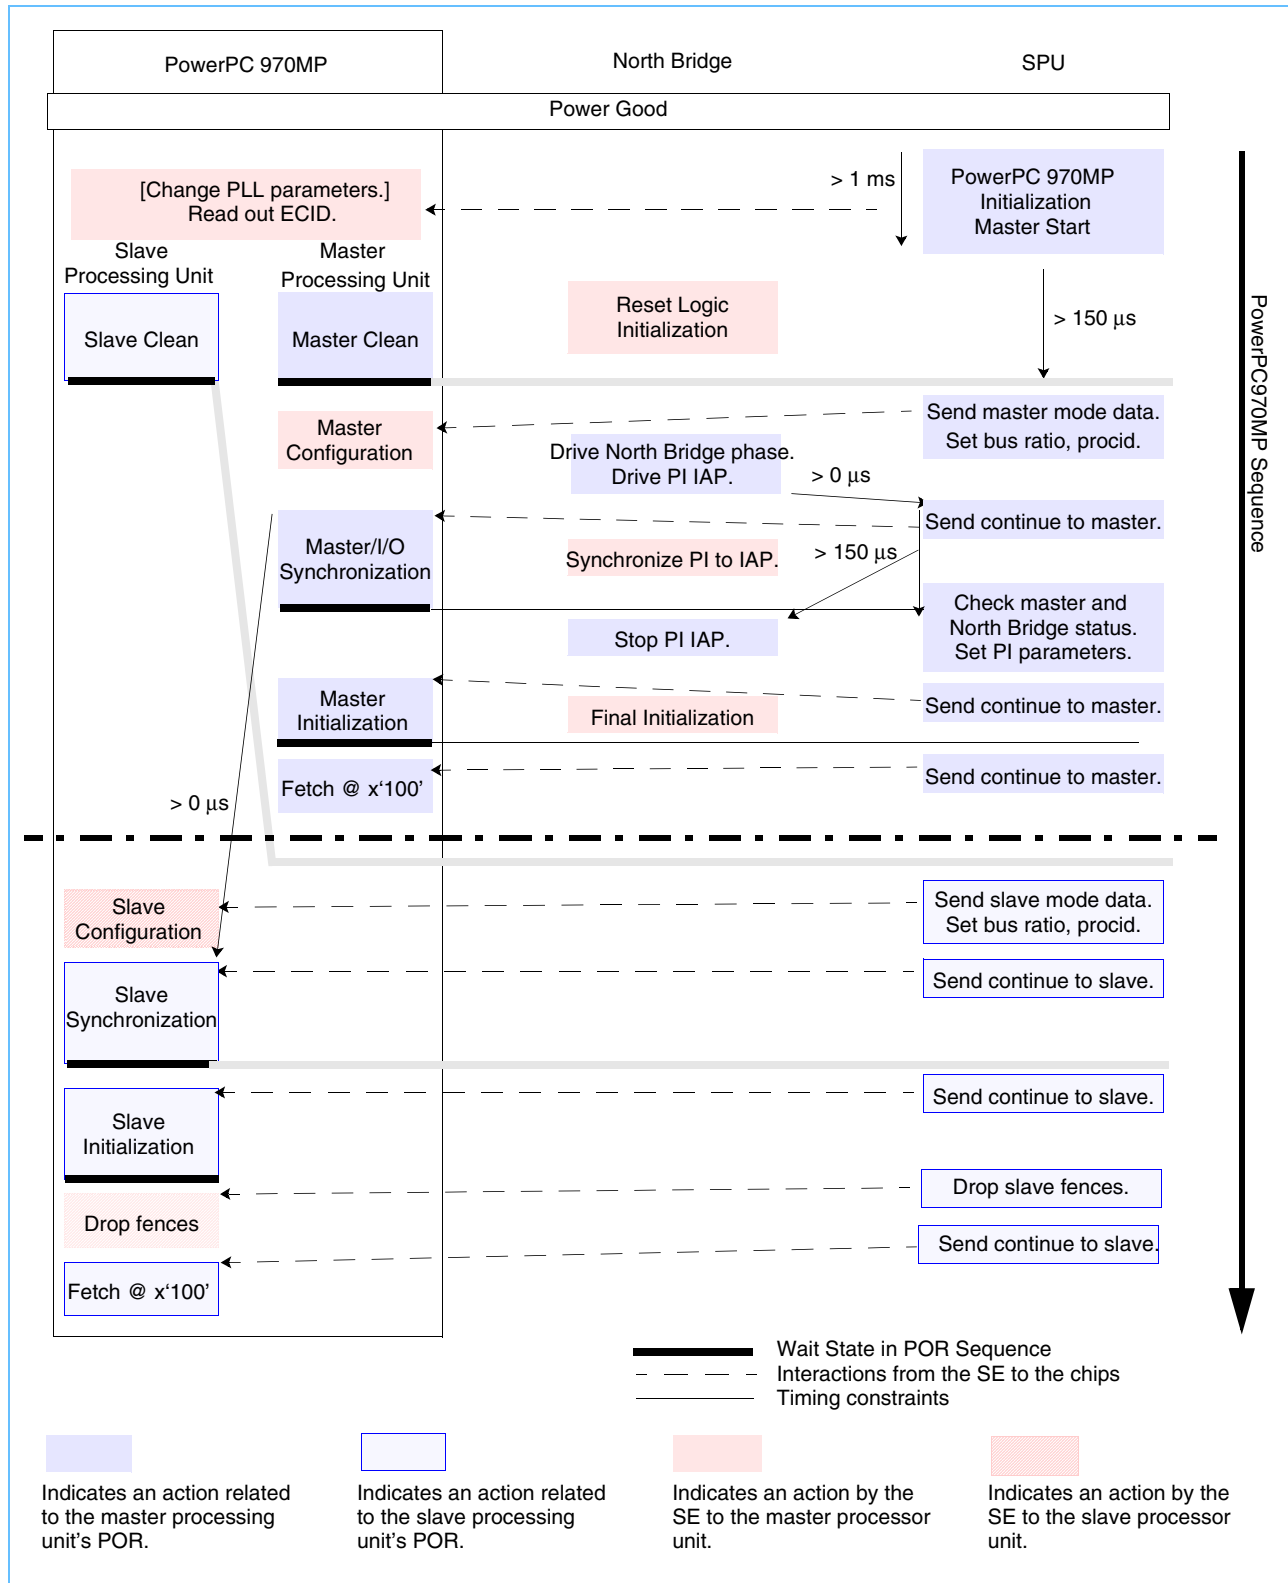 PowerPC 970MP
North Bridge
SPU
Power Good
[Change PLL parameters.]
Read out ECID.
> 1 ms
PowerPC 970MP
Initialization
Master Start
Slave
Processing Unit
Master
Processing Unit
Slave Clean
Master Clean
Reset Logic
Initialization
> 150 µs
PowerPC970MP Sequence
Master
Configuration
Send master mode data.
Set bus ratio, procid.
Drive North Bridge phase.
Drive PI IAP.
> 0 µs
Send continue to master.
Master/I/O
Synchronization
Synchronize PI to IAP.
> 150 µs
Check master and
North Bridge status.
Set PI parameters.
Stop PI IAP.
Master
Initialization
Final Initialization
Send continue to master.
Fetch @ x‘100’
Send continue to master.
> 0 µs
Slave
Configuration
Send slave mode data.
Set bus ratio, procid.
Slave
Synchronization
Send continue to slave.
Slave
Initialization
Send continue to slave.
Drop fences
Drop slave fences.
Fetch @ x‘100’
Send continue to slave.
Wait State in POR Sequence
Interactions from the SE to the chips
Timing constraints
Indicates an action related
to the master processing
unit's POR.
Indicates an action related
to the slave processing
unit's POR.
Indicates an action by the
SE to the master processor
unit.
Indicates an action by the
SE to the slave processor
unit.